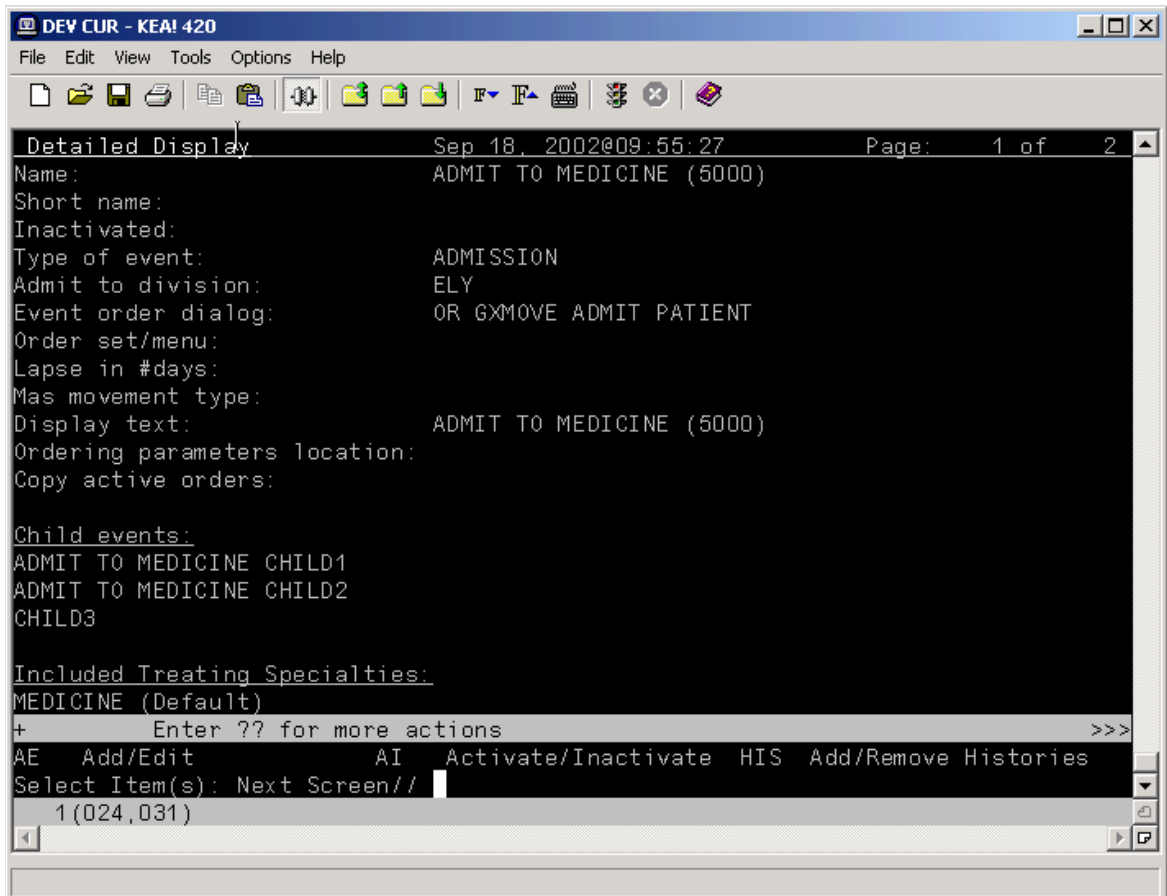 DEV CUR - KEA! 420
File Edit View Tools Options Help
Detailed Display Sep 18, 2002@09:55:27 Page: 1 of 2
Name: ADMIT TO MEDICINE (5000)
Short name:
Inactivated:
Type of event: ADMISSION
Admit to division: ELY
Event order dialog: OR GXMOVE ADMIT PATIENT
Order set/menu:
Lapse in #days:
Mas movement type:
Display text: ADMIT TO MEDICINE (5000)
Ordering parameters location:
Copy active orders:
Child events:
ADMIT TO MEDICINE CHILD1
ADMIT TO MEDICINE CHILD2
CHILD3
Included Treating Specialties:
MEDICINE (Default)
+ Enter ?? for more actions >>>
AE Add/Edit AI Activate/Inactivate HIS Add/Remove Histories
Select Item(s): Next Screen//
1(024,031)